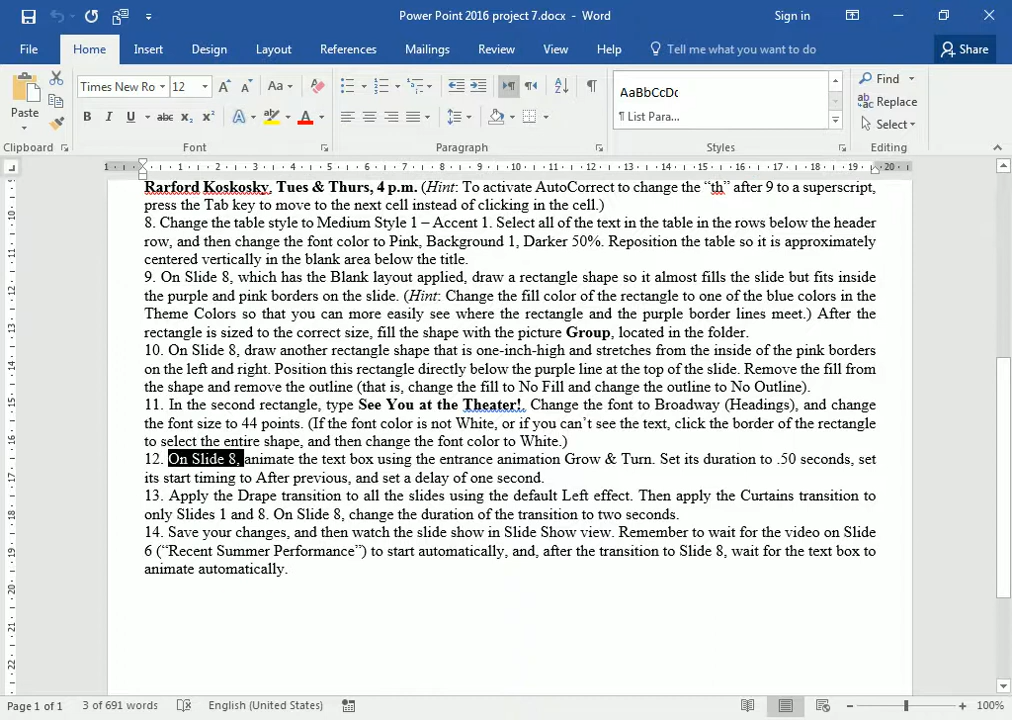 Power Point 2016 project 7.docx - Word
Sign in
File Home Insert Design Layout References Mailings Review View Help Tell me what you want to do Share
Paste
Clipboard
Times New Ro 12
Font
Paragraph
AaBbCcDc
¶ List Para...
Styles
Find
Replace
Select
Editing
Rarford Koskosky. Tues & Thurs, 4 p.m. (Hint: To activate AutoCorrect to change the “th” after 9 to a superscript,
press the Tab key to move to the next cell instead of clicking in the cell.)
8. Change the table style to Medium Style 1 – Accent 1. Select all of the text in the table in the rows below the header
row, and then change the font color to Pink, Background 1, Darker 50%. Reposition the table so it is approximately
centered vertically in the blank area below the title.
9. On Slide 8, which has the Blank layout applied, draw a rectangle shape so it almost fills the slide but fits inside
the purple and pink borders on the slide. (Hint: Change the fill color of the rectangle to one of the blue colors in the
Theme Colors so that you can more easily see where the rectangle and the purple border lines meet.) After the
rectangle is sized to the correct size, fill the shape with the picture Group, located in the folder.
10. On Slide 8, draw another rectangle shape that is one-inch-high and stretches from the inside of the pink borders
on the left and right. Position this rectangle directly below the purple line at the top of the slide. Remove the fill from
the shape and remove the outline (that is, change the fill to No Fill and change the outline to No Outline).
11. In the second rectangle, type See You at the Theater!. Change the font to Broadway (Headings), and change
the font size to 44 points. (If the font color is not White, or if you can’t see the text, click the border of the rectangle
to select the entire shape, and then change the font color to White.)
12. On Slide 8, animate the text box using the entrance animation Grow & Turn. Set its duration to .50 seconds, set
its start timing to After previous, and set a delay of one second.
13. Apply the Drape transition to all the slides using the default Left effect. Then apply the Curtains transition to
only Slides 1 and 8. On Slide 8, change the duration of the transition to two seconds.
14. Save your changes, and then watch the slide show in Slide Show view. Remember to wait for the video on Slide
6 (“Recent Summer Performance”) to start automatically, and, after the transition to Slide 8, wait for the text box to
animate automatically.
Page 1 of 1 3 of 691 words English (United States) 100%